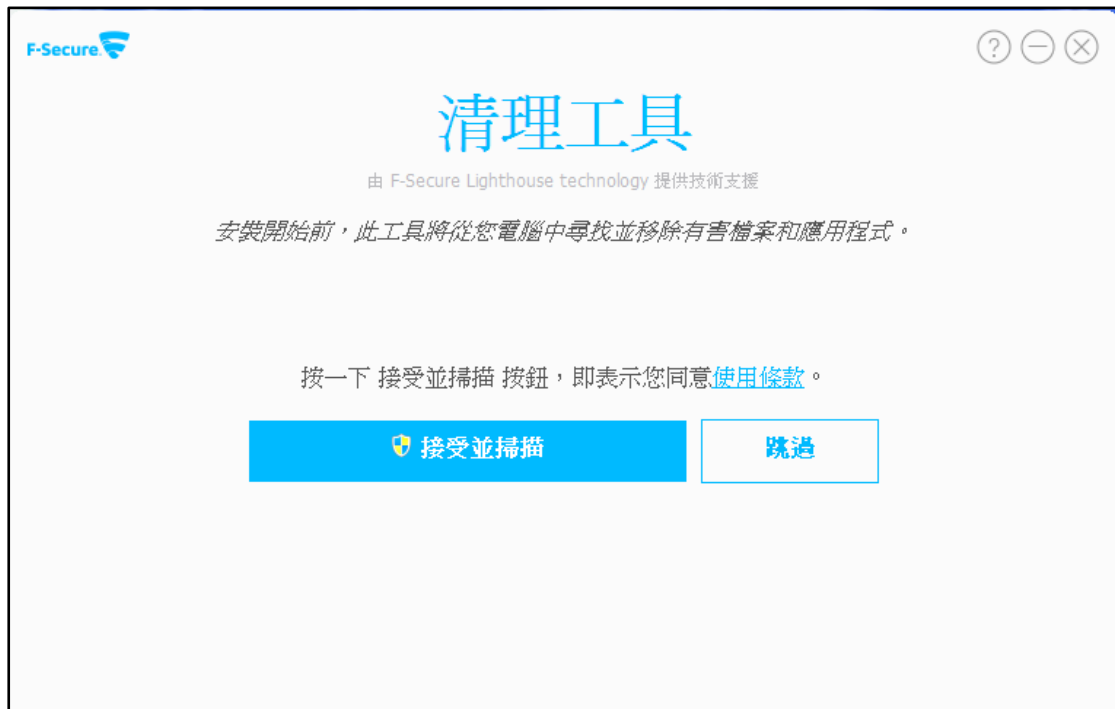 F-Secure
清理工具
由 F-Secure Lighthouse technology 提供技術支援
安裝開始前，此工具將從您電腦中尋找並移除有害檔案和應用程式。
按一下 接受並掃描 按鈕，即表示您同意使用條款。
接受並掃描
跳過